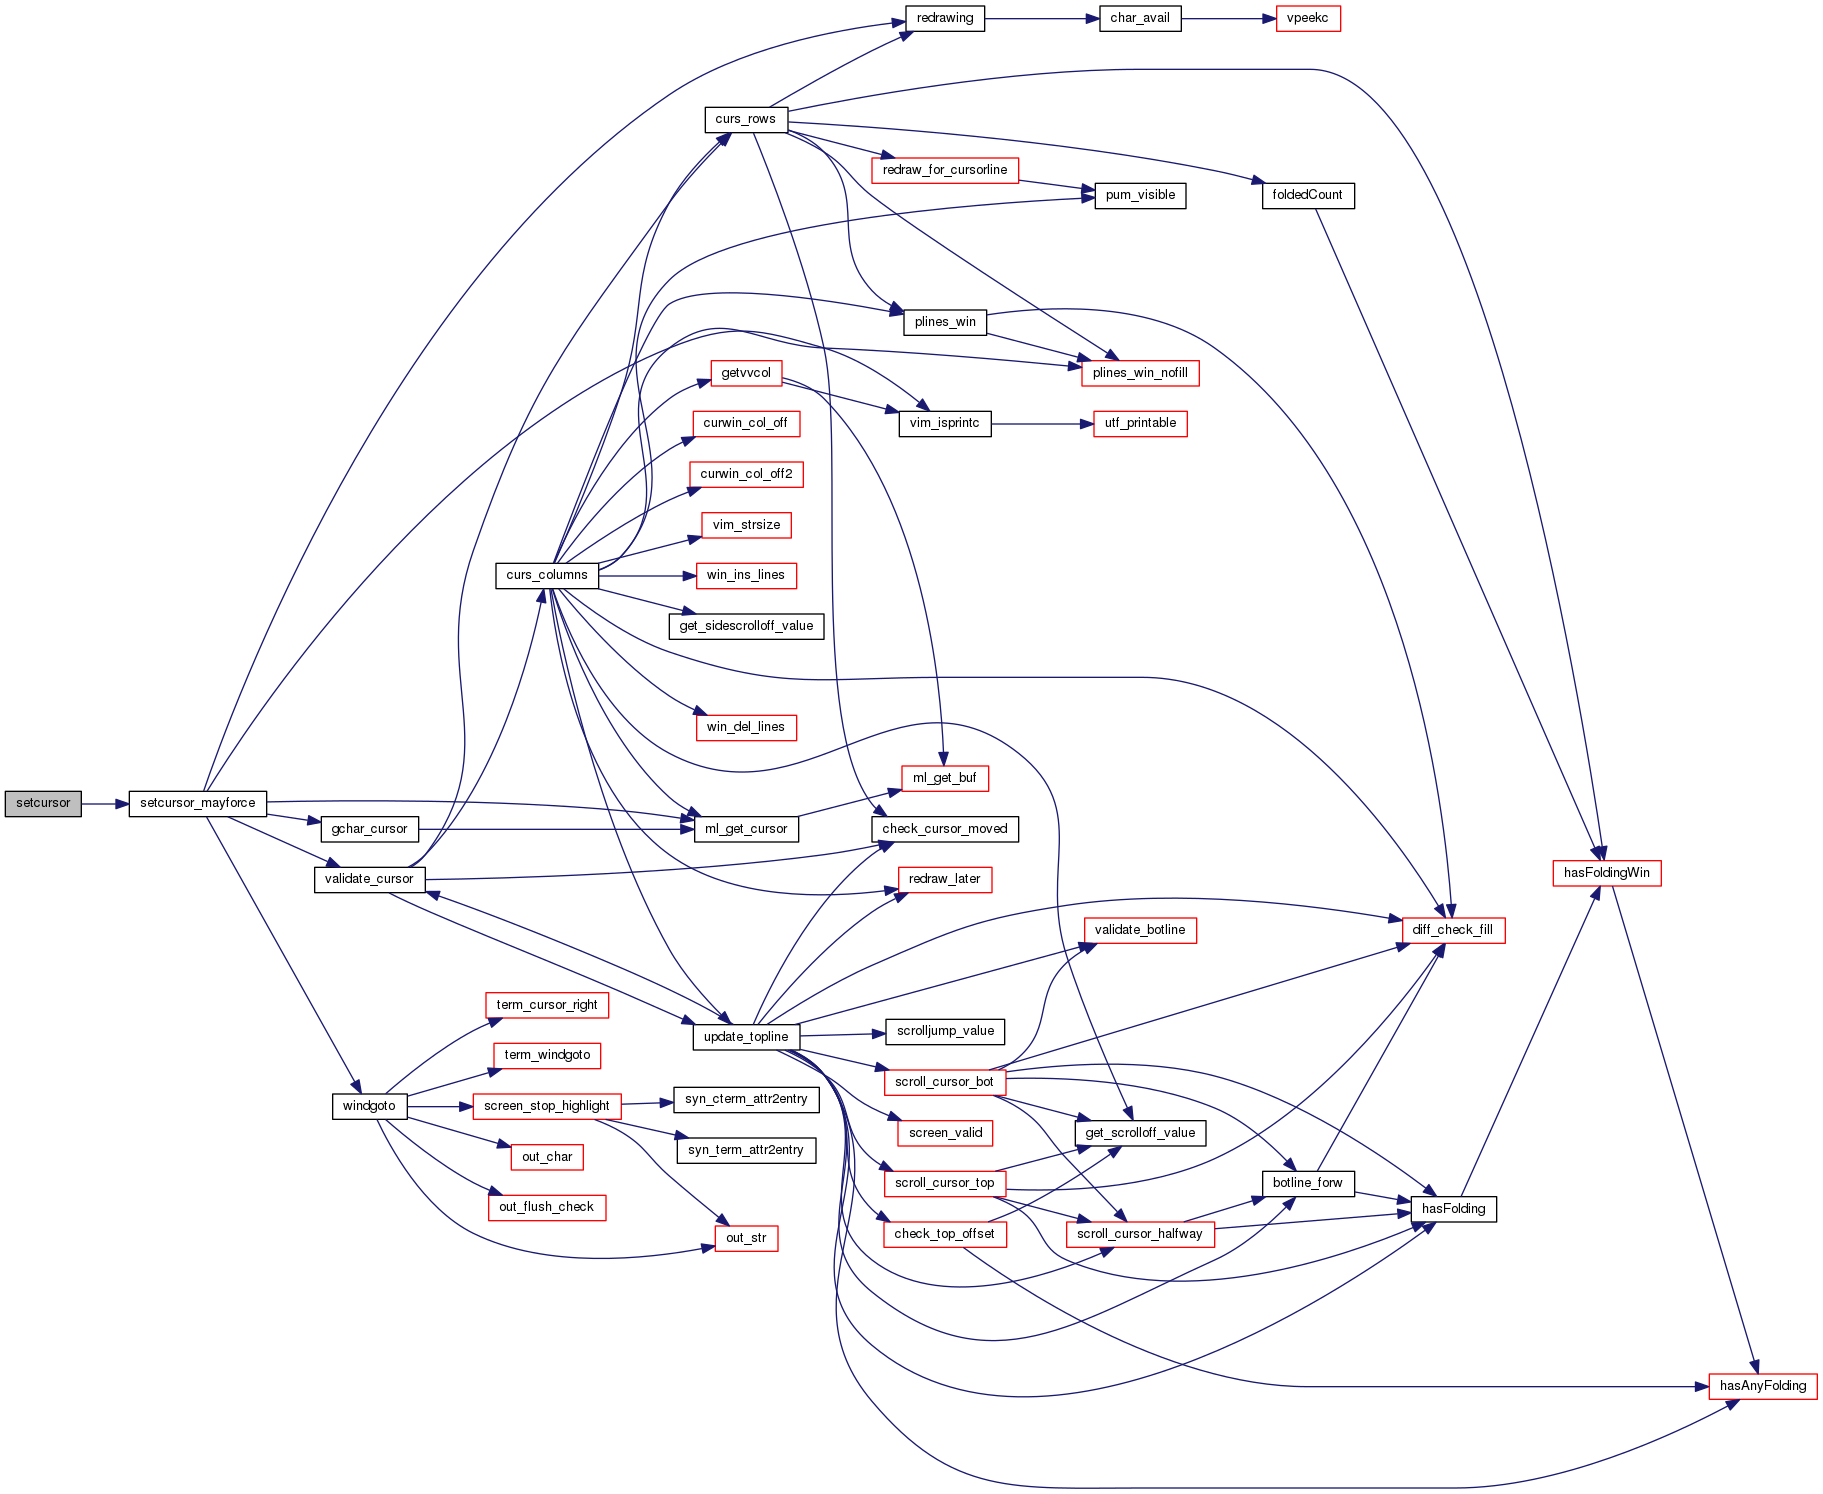 redrawing
char_avail
vpeekc
curs_rows
redraw_for_cursorline
pum_visible
foldedCount
plines_win
plines_win_nofill
getvvcol
curwin_col_off
vim_isprintc
utf_printable
curwin_col_off2
vim_strsize
curs_columns
win_ins_lines
get_sidescrolloff_value
win_del_lines
ml_get_buf
setcursor
setcursor_mayforce
gchar_cursor
ml_get_cursor
check_cursor_moved
validate_cursor
redraw_later
hasFoldingWin
validate_botline
diff_check_fill
term_cursor_right
update_topline
scrolljump_value
term_windgoto
scroll_cursor_bot
windgoto
screen_stop_highlight
syn_cterm_attr2entry
screen_valid
get_scrolloff_value
out_char
syn_term_attr2entry
scroll_cursor_top
botline_forw
out_flush_check
hasFolding
out_str
check_top_offset
scroll_cursor_halfway
hasAnyFolding